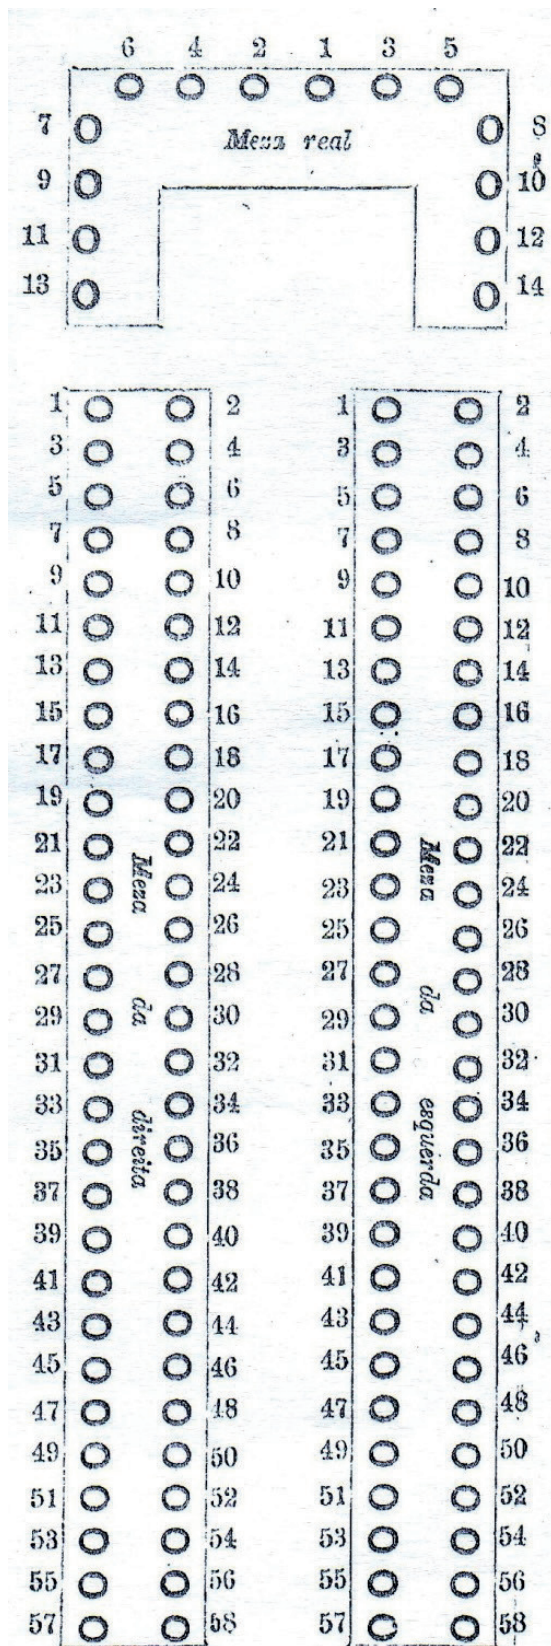 6 4 2 1 3 5
7 8
Meza real
9 10
11 12
13 14
1 2 1 2
3 4 3 4
5 6 5 6
7 8 7 8
9 10 9 10
11 12 11 12
13 14 13 14
15 16 15 16
17 18 17 18
19 20 19 20
21 22 21 22
23 24 23 24
25 26 25 26
27 28 27 28
29 30 29 30
31 32 31 32
33 34 33 34
35 36 35 36
37 38 37 38
39 40 39 40
41 42 41 42
43 44 43 44
45 46 45 46
47 48 47 48
49 50 49 50
51 52 51 52
53 54 53 54
55 56 55 56
57 58 57 58
Meza da direita
Meza da esquerda